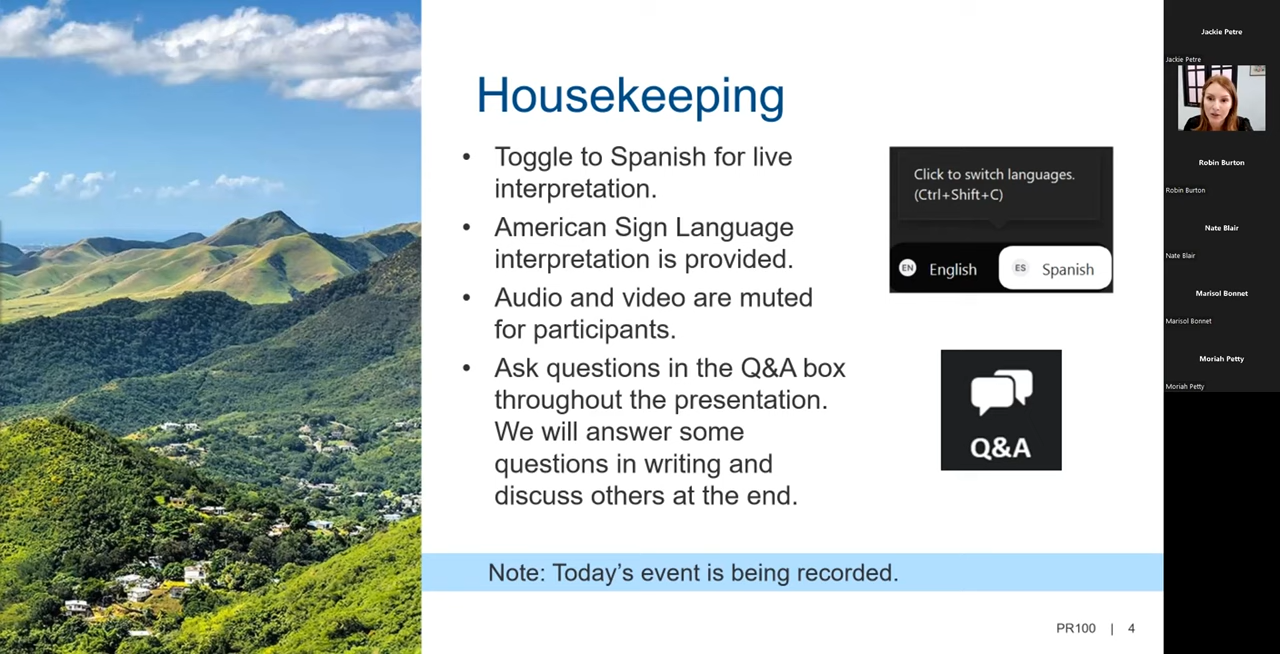 Housekeeping
• Toggle to Spanish for live
interpretation.
• American Sign Language
interpretation is provided.
• Audio and video are muted
for participants.
• Ask questions in the Q&A box
throughout the presentation.
We will answer some
questions in writing and
discuss others at the end.
Click to switch languages.
(Ctrl+Shift+C)
EN English
ES Spanish
Q&A
Note: Today’s event is being recorded.
PR100 | 4
Jackie Petre
Jackie Petre
Robin Burton
Robin Burton
Nate Blair
Nate Blair
Marisol Bonnet
Marisol Bonnet
Moriah Petty
Moriah Petty